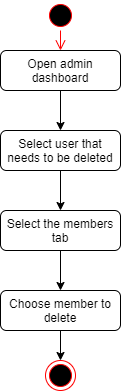 Open admin
dashboard
Select user that
needs to be deleted
Select the members
tab
Choose member to
delete